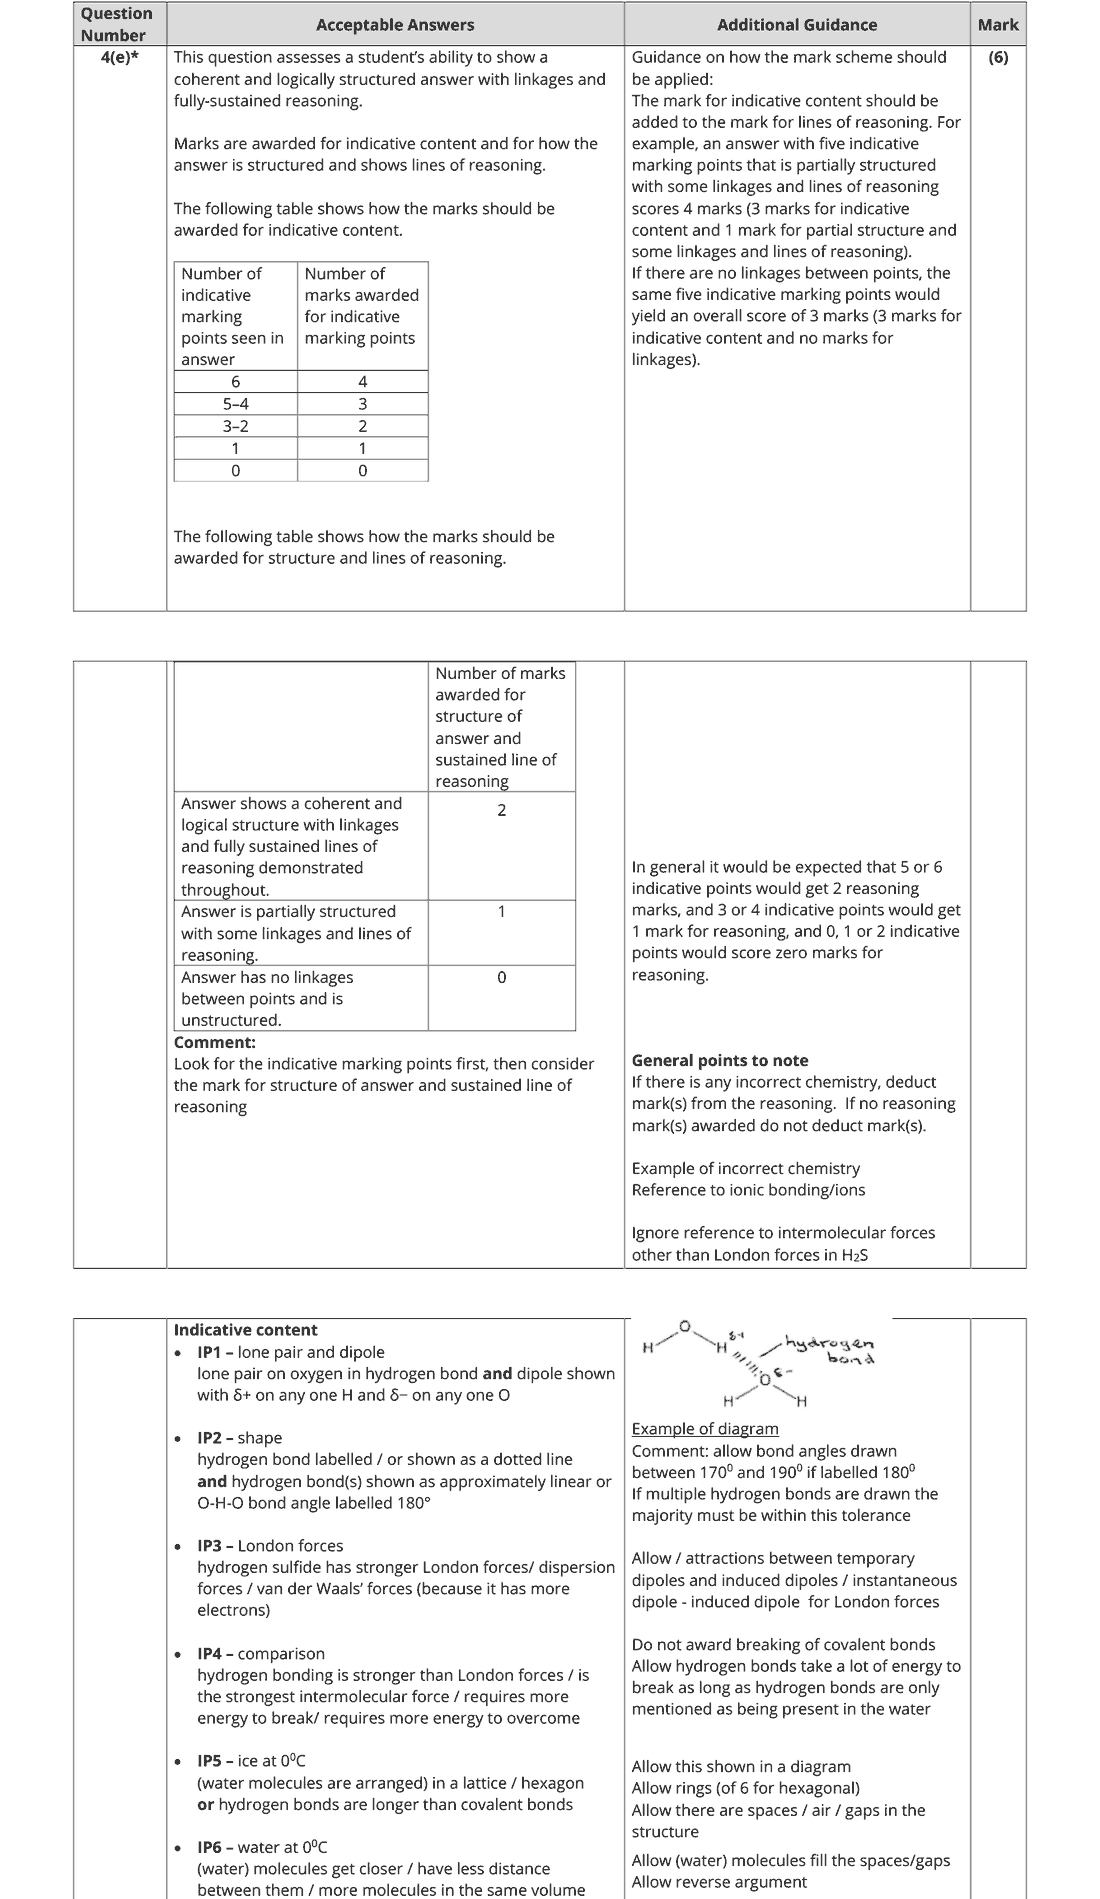 Question Number
Acceptable Answers
Additional Guidance
Mark
4(e)*
This question assesses a student's ability to show a
coherent and logically structured answer with linkages and
fully-sustained reasoning.
Marks are awarded for indicative content and for how the
answer is structured and shows lines of reasoning.
The following table shows how the marks should be
awarded for indicative content.
Number of
indicative
marking
points seen in
answer
Number of
marks awarded
for indicative
marking points
6 4
5–4 3
3–2 2
1 1
0 0
The following table shows how the marks should be
awarded for structure and lines of reasoning.
Guidance on how the mark scheme should
be applied:
The mark for indicative content should be
added to the mark for lines of reasoning. For
example, an answer with five indicative
marking points that is partially structured
with some linkages and lines of reasoning
scores 4 marks (3 marks for indicative
content and 1 mark for partial structure and
some linkages and lines of reasoning).
If there are no linkages between points, the
same five indicative marking points would
yield an overall score of 3 marks (3 marks for
indicative content and no marks for
linkages).
(6)
Number of marks
awarded for
structure of
answer and
sustained line of
reasoning
Answer shows a coherent and
logical structure with linkages
and fully sustained lines of
reasoning demonstrated
throughout.
2
Answer is partially structured
with some linkages and lines of
reasoning.
1
Answer has no linkages
between points and is
unstructured.
0
Comment:
Look for the indicative marking points first, then consider
the mark for structure of answer and sustained line of
reasoning
In general it would be expected that 5 or 6
indicative points would get 2 reasoning
marks, and 3 or 4 indicative points would get
1 mark for reasoning, and 0, 1 or 2 indicative
points would score zero marks for
reasoning.
General points to note
If there is any incorrect chemistry, deduct
mark(s) from the reasoning. If no reasoning
mark(s) awarded do not deduct mark(s).
Example of incorrect chemistry
Reference to ionic bonding/ions
Ignore reference to intermolecular forces
other than London forces in H₂S
Indicative content
• IP1 – lone pair and dipole
lone pair on oxygen in hydrogen bond and dipole shown
with δ+ on any one H and δ− on any one O
• IP2 – shape
hydrogen bond labelled / or shown as a dotted line
and hydrogen bond(s) shown as approximately linear or
O-H-O bond angle labelled 180°
• IP3 – London forces
hydrogen sulfide has stronger London forces/ dispersion
forces / van der Waals' forces (because it has more
electrons)
• IP4 – comparison
hydrogen bonding is stronger than London forces / is
the strongest intermolecular force / requires more
energy to break/ requires more energy to overcome
• IP5 – ice at 0⁰C
(water molecules are arranged) in a lattice / hexagon
or hydrogen bonds are longer than covalent bonds
• IP6 – water at 0⁰C
(water) molecules get closer / have less distance
between them / more molecules in the same volume
O
H
H
δ+
hydrogen
bond
O
δ-
H
H
Example of diagram
Comment: allow bond angles drawn
between 170⁰ and 190⁰ if labelled 180⁰
If multiple hydrogen bonds are drawn the
majority must be within this tolerance
Allow / attractions between temporary
dipoles and induced dipoles / instantaneous
dipole - induced dipole for London forces
Do not award breaking of covalent bonds
Allow hydrogen bonds take a lot of energy to
break as long as hydrogen bonds are only
mentioned as being present in the water
Allow this shown in a diagram
Allow rings (of 6 for hexagonal)
Allow there are spaces / air / gaps in the
structure
Allow (water) molecules fill the spaces/gaps
Allow reverse argument